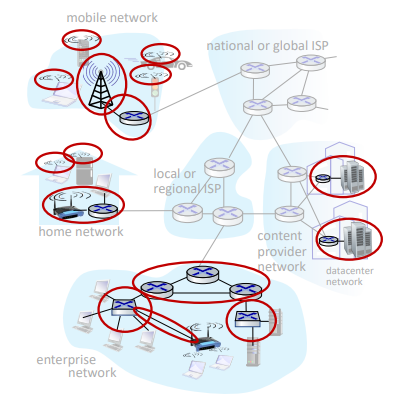 mobile network
national or global ISP
local or
regional ISP
home network
content
provider
network
datacenter
network
enterprise
network